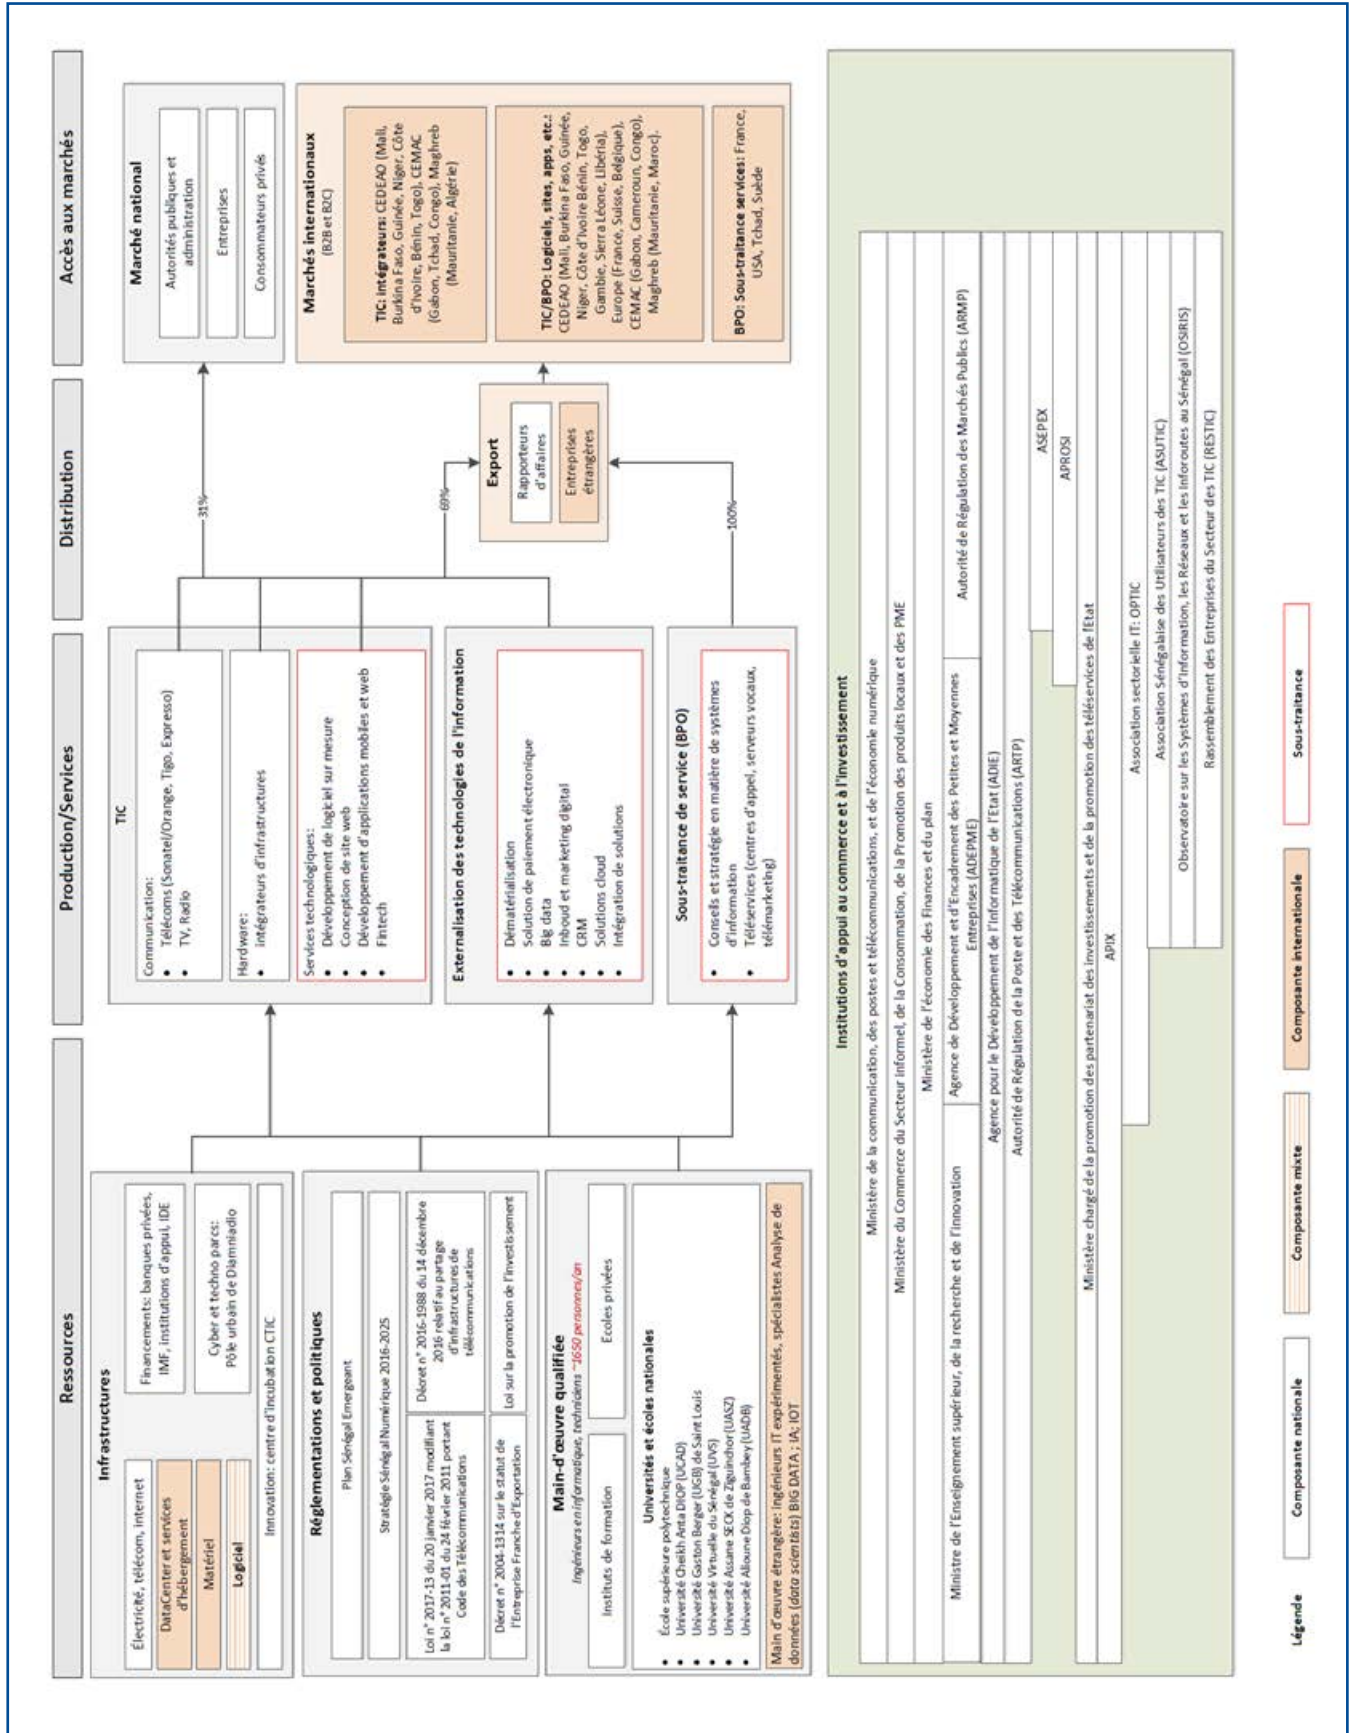 Ressources
Production/Services
Distribution
Accès aux marchés
Infrastructures
Électricité, télécom, internet
DataCenter et services
d'hébergement
Matériel
Logiciel
Financements: banques privées,
IMF, institutions d'appui, IDE
Cyber et techno parcs:
Pôle urbain de Diamniadio
Innovation: centre d'incubation CTIC
Réglementations et politiques
Plan Sénégal Emergeant
Stratégie Sénégal Numérique 2016-2025
Loi n° 2017-13 du 20 janvier 2017 modifiant
la loi n° 2011-01 du 24 février 2011 portant
Code des Télécommunications
Décret n° 2016-1988 du 14 décembre
2016 relatif au partage
d'infrastructures de
télécommunications
Décret n° 2004-1314 sur le statut de
l'Entreprise Franche d'Exportation
Loi sur la promotion de l'investissement
Main-d'œuvre qualifiée
Ingénieurs en informatique, techniciens ~1650 personnes/an
Instituts de formation
Ecoles privées
Universités et écoles nationales
• École supérieure polytechnique
• Université Cheikh Anta DIOP (UCAD)
• Université Gaston Berger (UGB) de Saint Louis
• Université Virtuelle du Sénégal (UVS)
• Université Assane SECK de Ziguinchor (UASZ)
• Université Alioune Diop de Bambey (UADB)
Main d'œuvre étrangère: ingénieurs IT expérimentés, spécialistes Analyse de
données (data scientists) BIG DATA ; IA; IOT
TIC
Communication:
• Télécoms (Sonatel/Orange, Tigo, Expresso)
• TV, Radio
Hardware:
• intégrateurs d'infrastructures
Services technologiques:
• Développement de logiciel sur mesure
• Conception de site web
• Développement d'applications mobiles et web
• Fintech
Externalisation des technologies de l'information
• Dématérialisation
• Solution de paiement électronique
• Big data
• Inboud et marketing digital
• CRM
• Solutions cloud
• Intégration de solutions
Sous-traitance de service (BPO)
• Conseils et stratégie en matière de systèmes
d'information
• Téléservices (centres d'appel, serveurs vocaux,
télémarketing)
31%
69%
100%
Export
Rapporteurs
d'affaires
Entreprises
étrangères
Marché national
Autorités publiques et
administration
Entreprises
Consommateurs privés
Marchés internationaux
(B2B et B2C)
TIC: intégrateurs: CEDEAO (Mali,
Burkina Faso, Guinée, Niger, Côte
d'Ivoire, Bénin, Togo), CEMAC
(Gabon, Tchad, Congo), Maghreb
(Mauritanie, Algérie)
TIC/BPO: Logiciels, sites, apps, etc.:
CEDEAO (Mali, Burkina Faso, Guinée,
Niger, Côte d'Ivoire Bénin, Togo,
Gambie, Sierra Léone, Libéria),
Europe (France, Suisse, Belgique),
CEMAC (Gabon, Cameroun, Congo),
Maghreb (Mauritanie, Maroc).
BPO: Sous-traitance services: France,
USA, Tchad, Suède
Institutions d'appui au commerce et à l'investissement
Ministère de la communication, des postes et télécommunications, et de l'économie numérique
Ministère du Commerce du Secteur Informel, de la Consommation, de la Promotion des produits locaux et des PME
Ministère de l'économie des Finances et du plan
Ministre de l'Enseignement supérieur, de la recherche et de l'innovation
Agence de Développement et d'Encadrement des Petites et Moyennes
Entreprises (ADEPME)
Autorité de Régulation des Marchés Publics (ARMP)
Agence pour le Développement de l'Informatique de l'Etat (ADIE)
Autorité de Régulation de la Poste et des Télécommunications (ARTP)
ASEPEX
APROSI
Ministère chargé de la promotion des partenariat des investissements et de la promotion des téléservices de l'Etat
APIX
Association sectorielle IT: OPTIC
Association Sénégalaise des Utilisateurs des TIC (ASUTIC)
Observatoire sur les Systèmes d'Information, les Réseaux et les Inforoutes au Sénégal (OSIRIS)
Rassemblement des Entreprises du Secteur des TIC (RESTIC)
Légende
Composante nationale
Composante mixte
Composante internationale
Sous-traitance